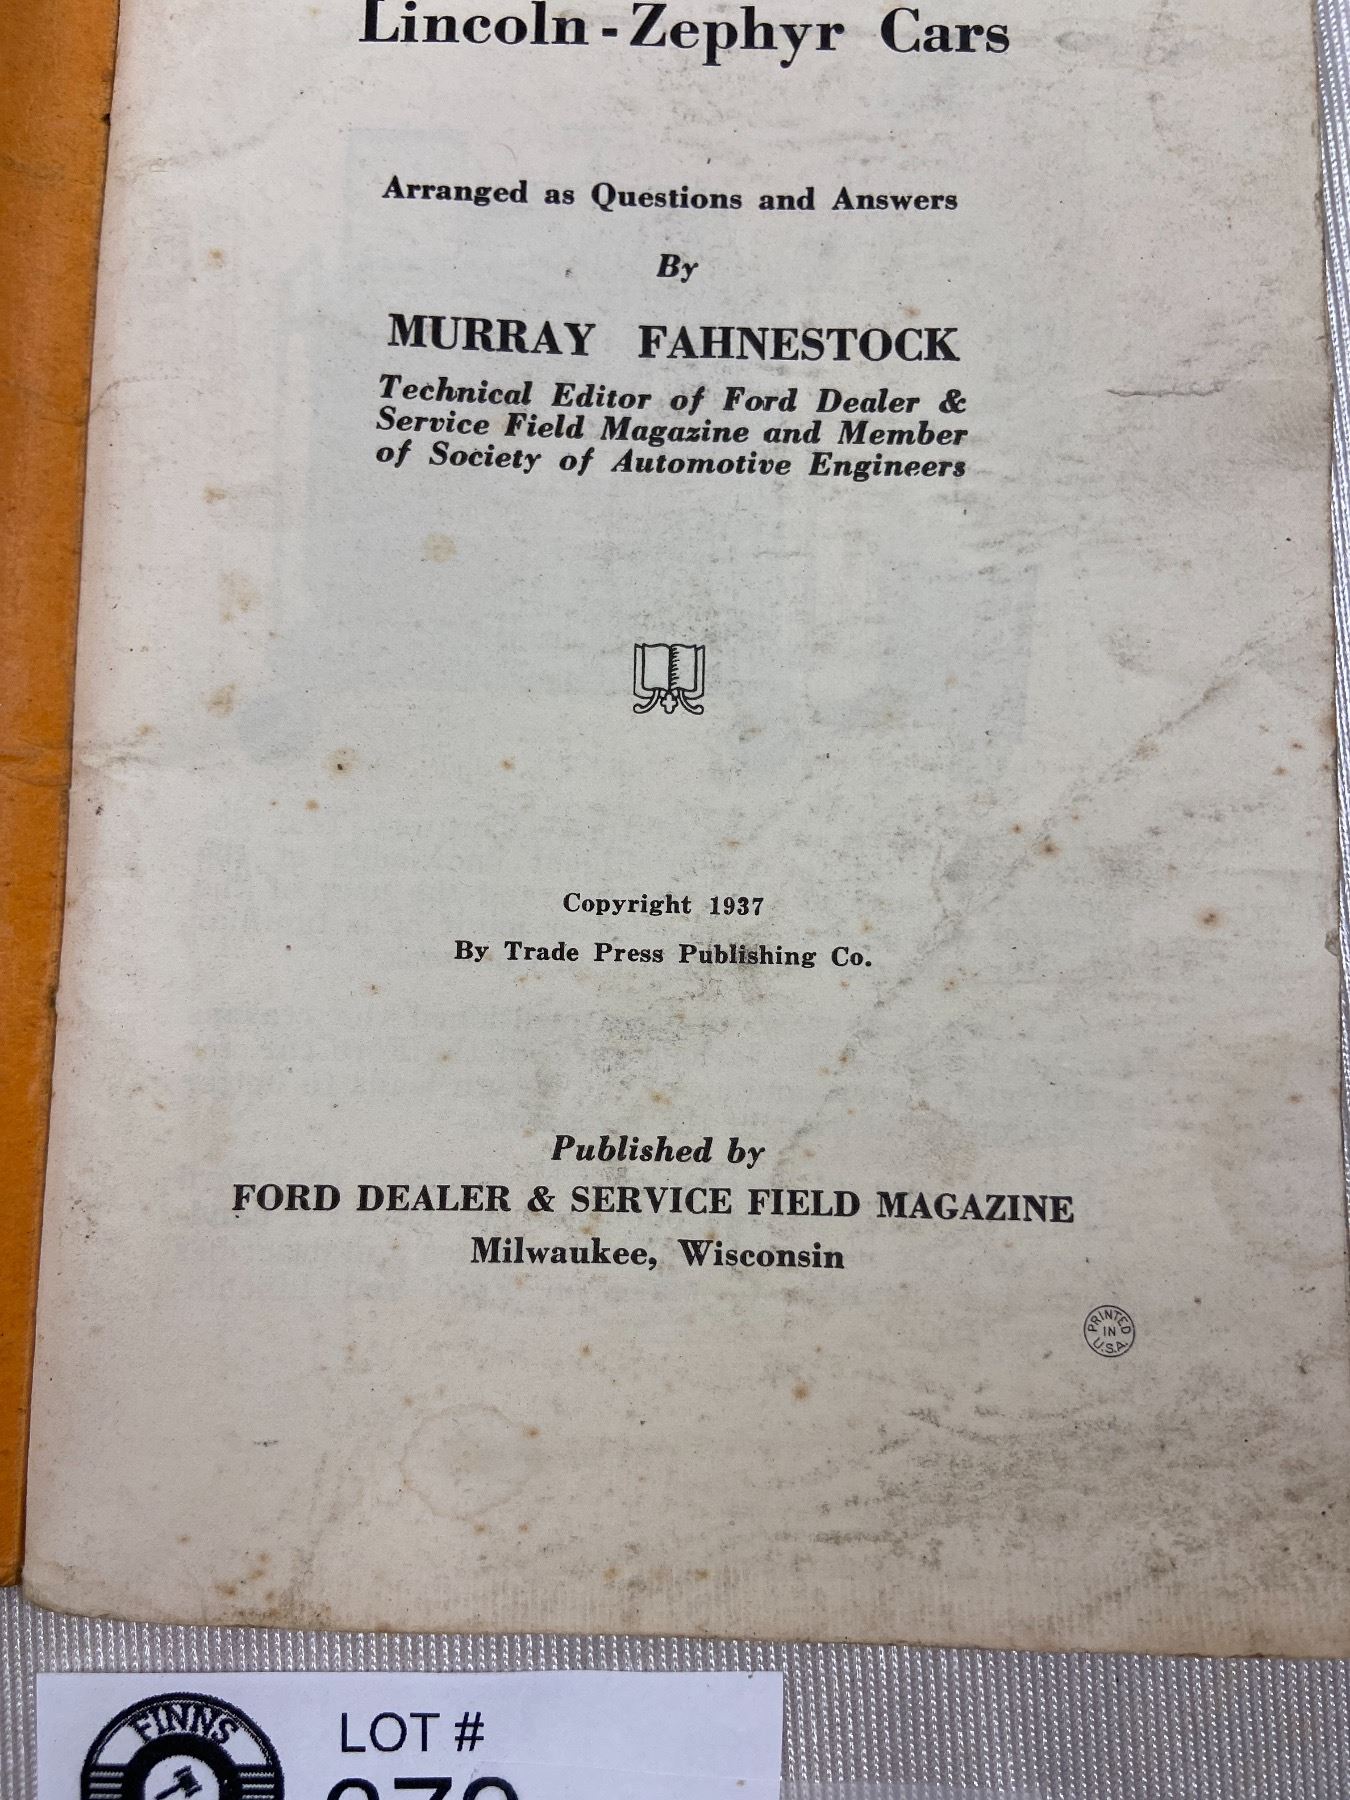 Lincoln-Zephyr Cars
Arranged as Questions and Answers
By
MURRAY FAHNESTOCK
Technical Editor of Ford Dealer &
Service Field Magazine and Member
of Society of Automotive Engineers
Copyright 1937
By Trade Press Publishing Co.
Published by
FORD DEALER & SERVICE FIELD MAGAZINE
Milwaukee, Wisconsin
PRINTED
IN
U.S.A.
FINNS
LOT #